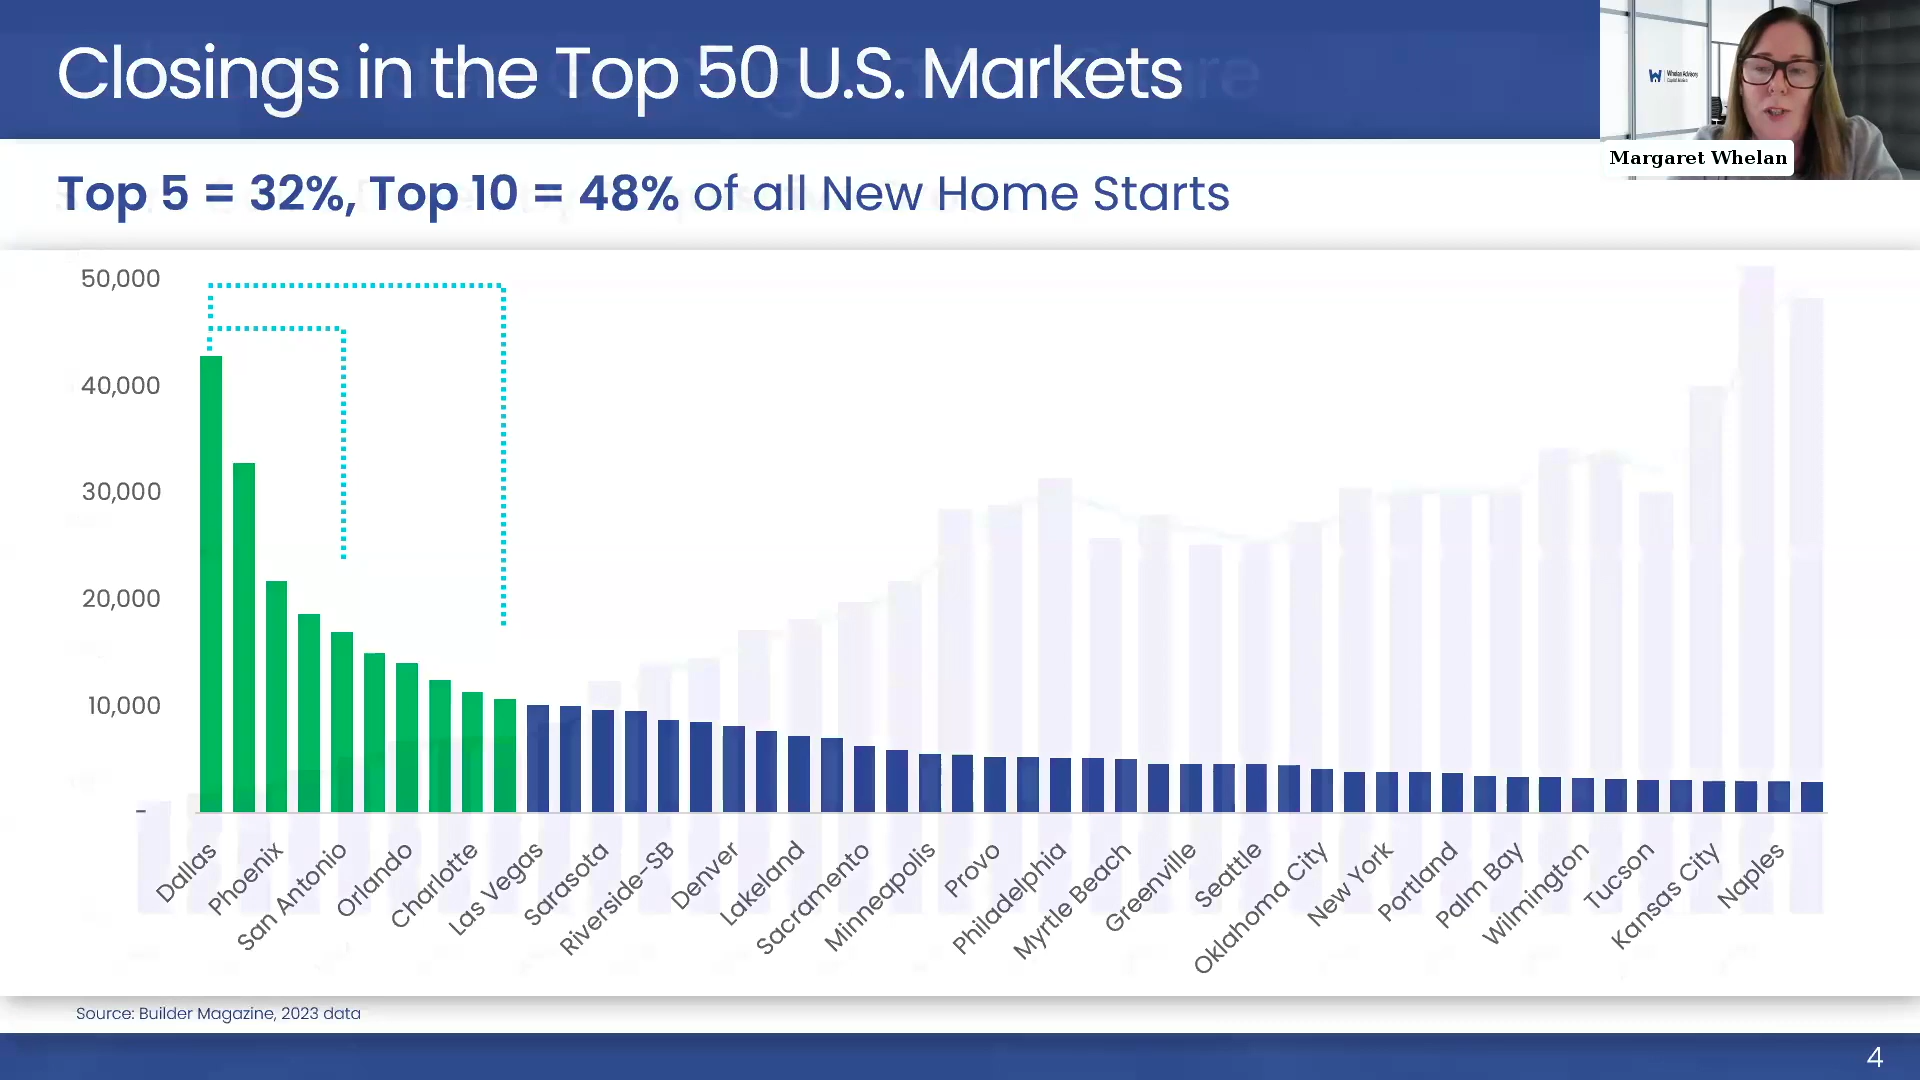 Closings in the Top 50 U.S. Markets
Whelan Advisors
Margaret Whelan
Top 5 = 32%, Top 10 = 48% of all New Home Starts
50,000
40,000
30,000
20,000
10,000
-
Dallas
Phoenix
San Antonio
Orlando
Charlotte
Las Vegas
Sarasota
Riverside-SB
Denver
Lakeland
Sacramento
Minneapolis
Provo
Philadelphia
Myrtle Beach
Greenville
Seattle
Oklahoma City
New York
Portland
Palm Bay
Wilmington
Tucson
Kansas City
Naples
Source: Builder Magazine, 2023 data
4